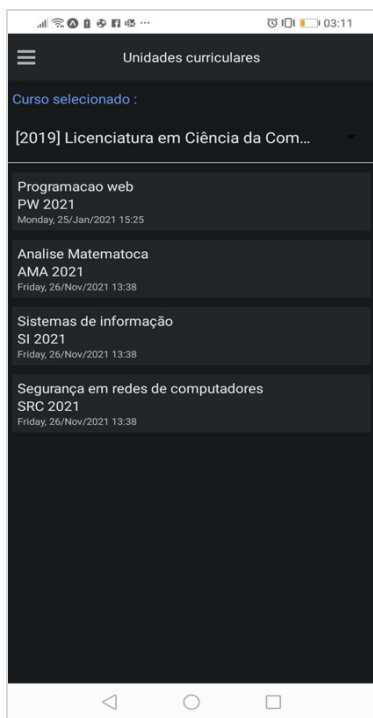 03:11
Unidades curriculares
Curso selecionado :
[2019] Licenciatura em Ciência da Com...
Programacao web
PW 2021
Monday, 25/Jan/2021 15:25
Analise Matematoca
AMA 2021
Friday, 26/Nov/2021 13:38
Sistemas de informação
SI 2021
Friday, 26/Nov/2021 13:38
Segurança em redes de computadores
SRC 2021
Friday, 26/Nov/2021 13:38